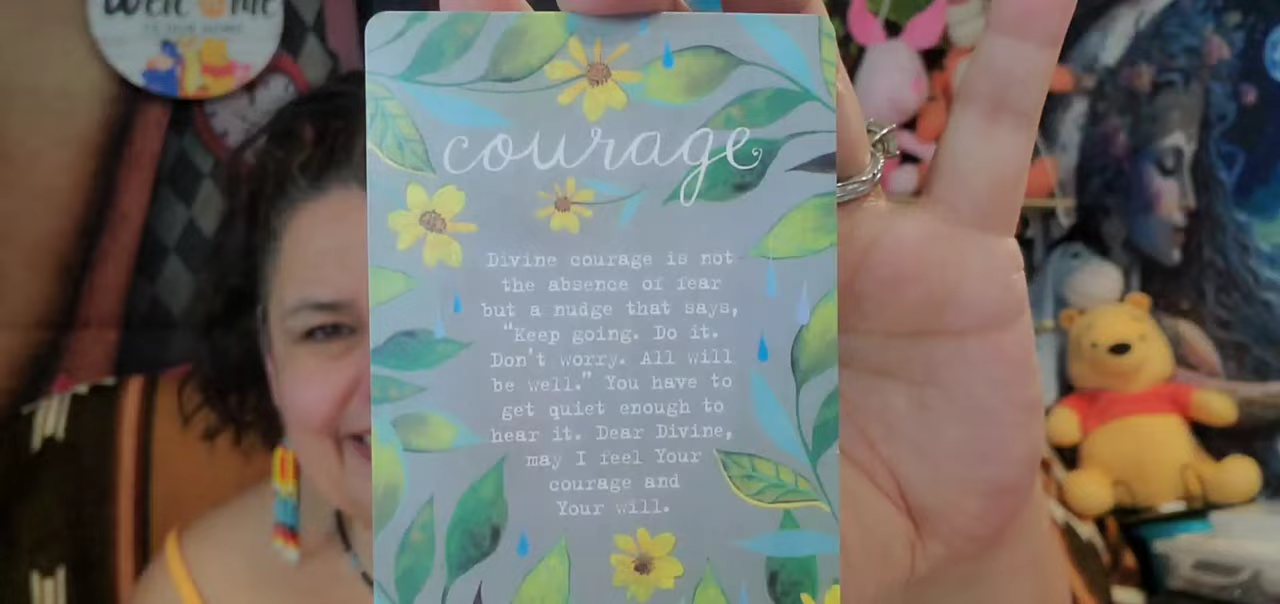 Welcome
courage
Divine courage is not
the absence of fear
but a nudge that says,
"Keep going. Do it.
Don't worry. All will
be well." You have to
get quiet enough to
hear it. Dear Divine,
may I feel Your
courage and
Your will.